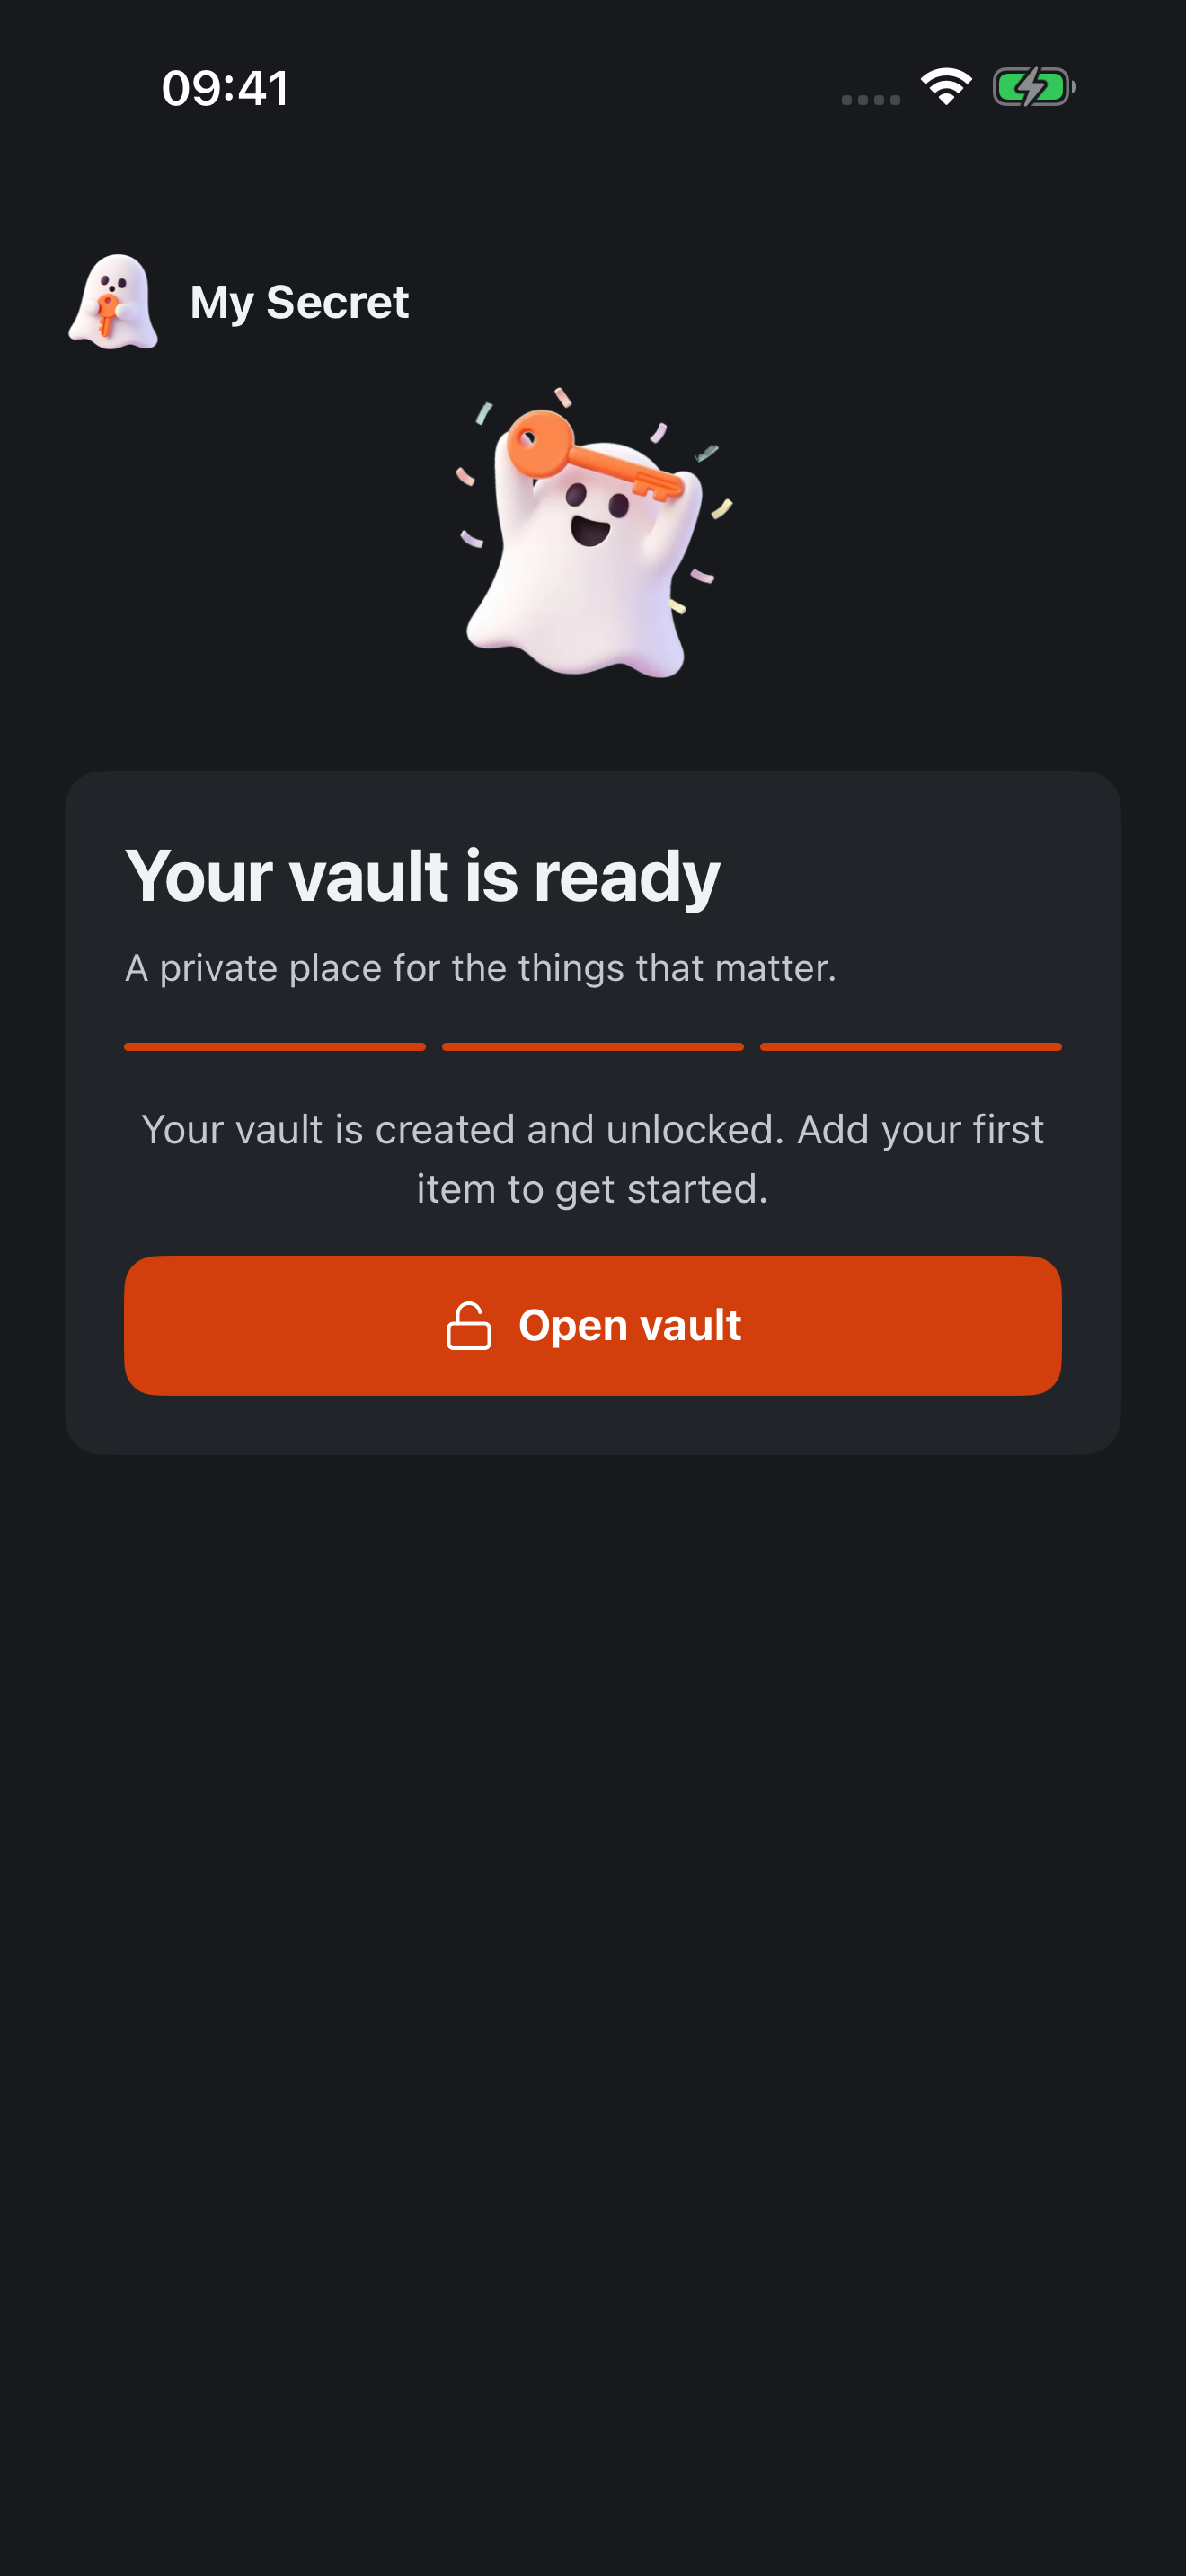 09:41
My Secret
Your vault is ready
A private place for the things that matter.
Your vault is created and unlocked. Add your first
item to get started.
Open vault